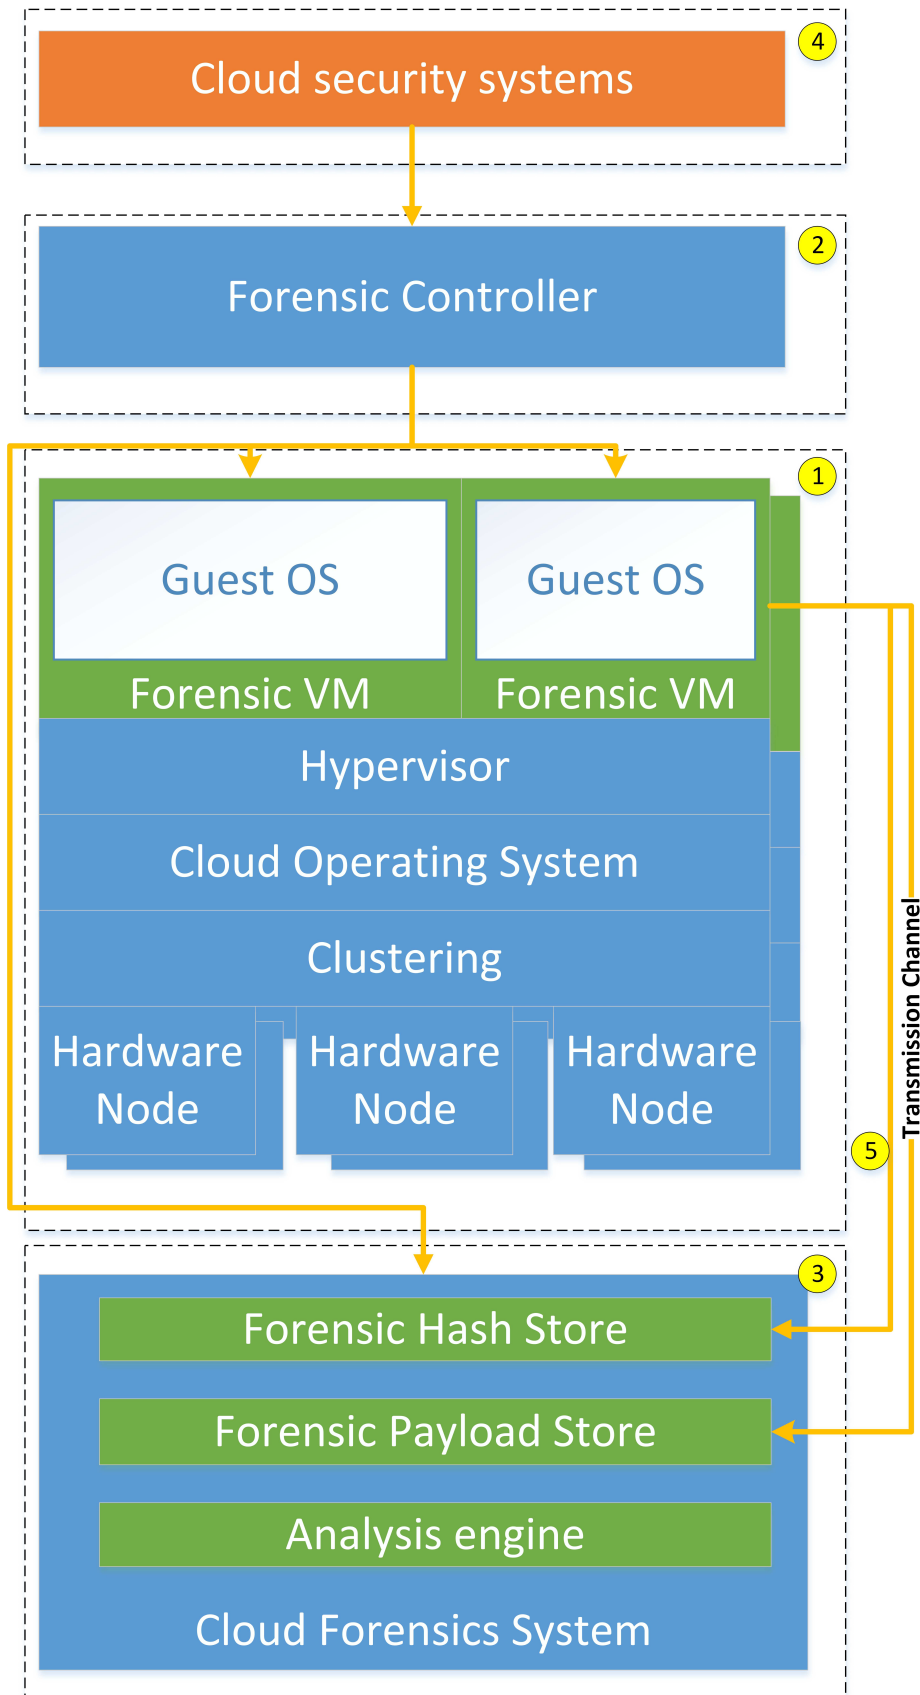 4
Cloud security systems
2
Forensic Controller
1
Guest OS
Guest OS
Forensic VM
Forensic VM
Hypervisor
Cloud Operating System
Clustering
Hardware
Node
Hardware
Node
Hardware
Node
Transmission Channel
5
3
Forensic Hash Store
Forensic Payload Store
Analysis engine
Cloud Forensics System